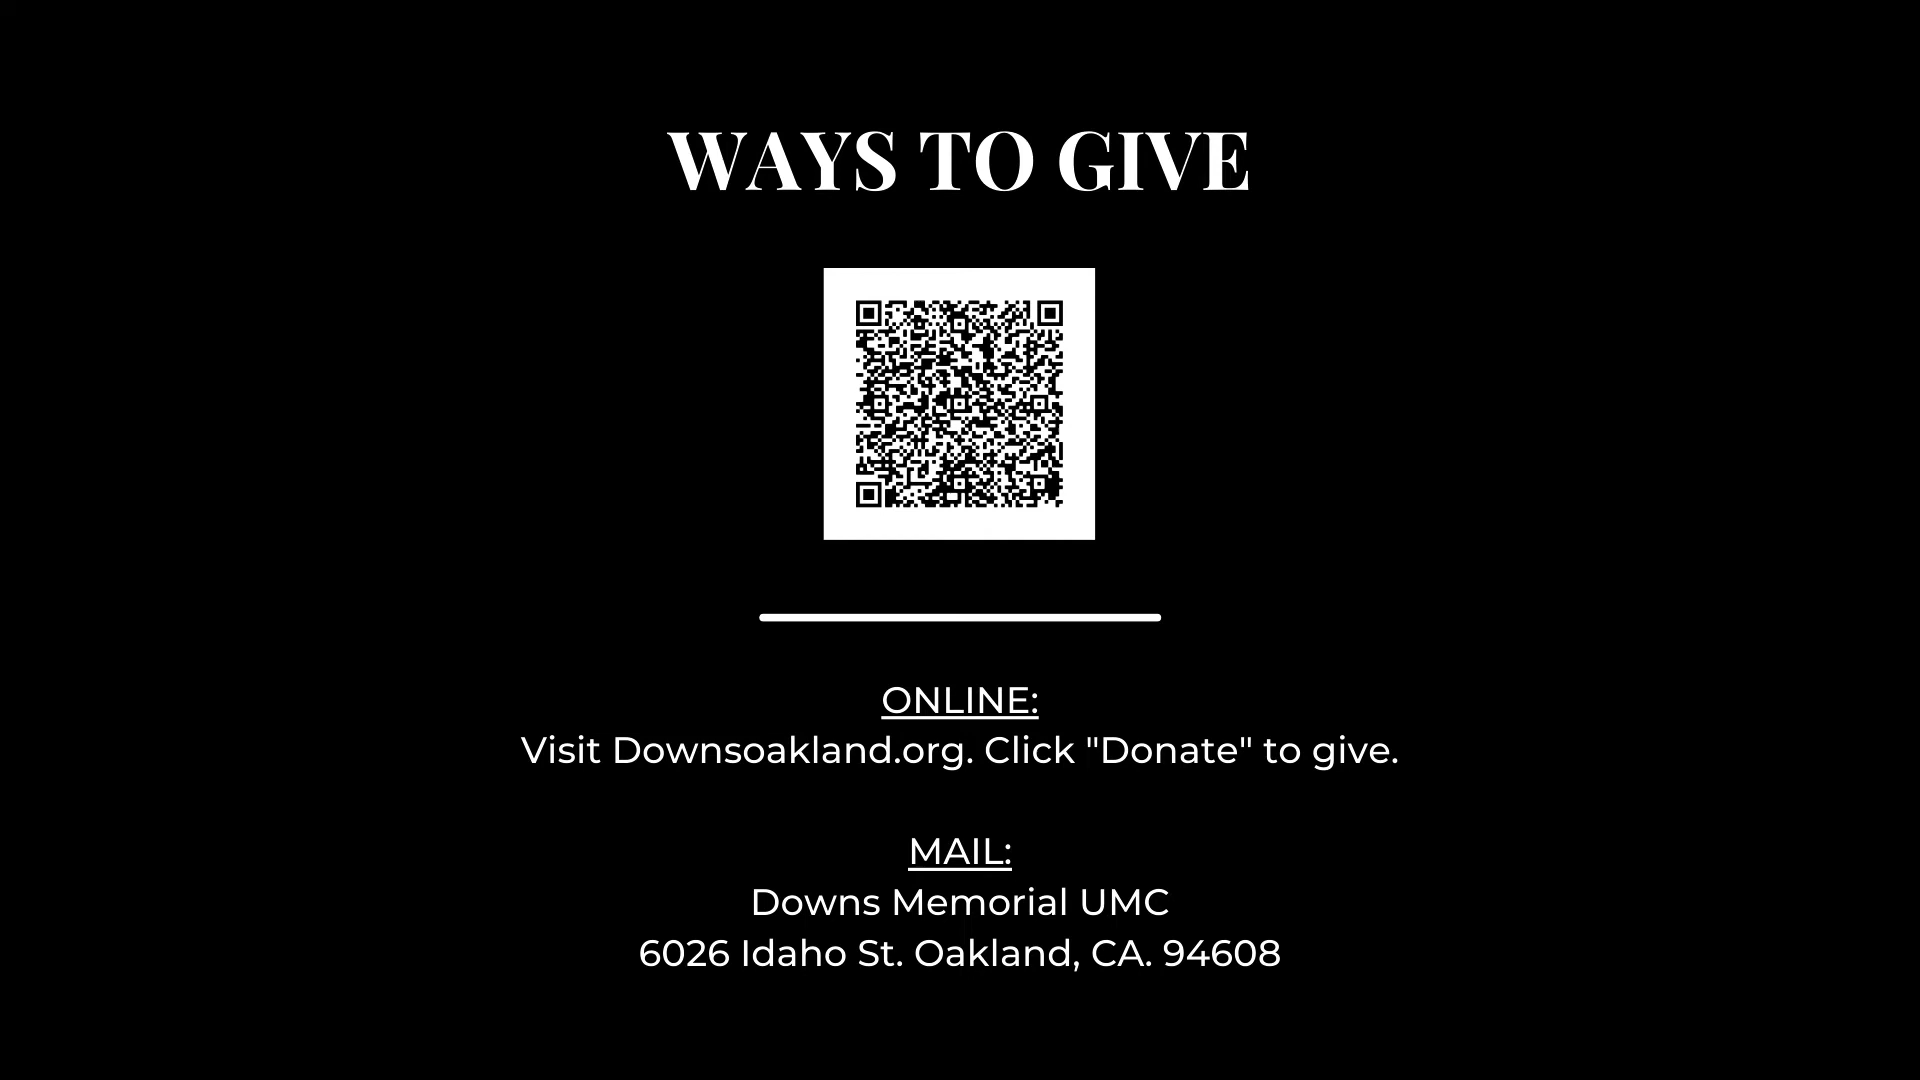 WAYS TO GIVE
ONLINE:
Visit Downsoakland.org. Click "Donate" to give.
MAIL:
Downs Memorial UMC
6026 Idaho St. Oakland, CA. 94608